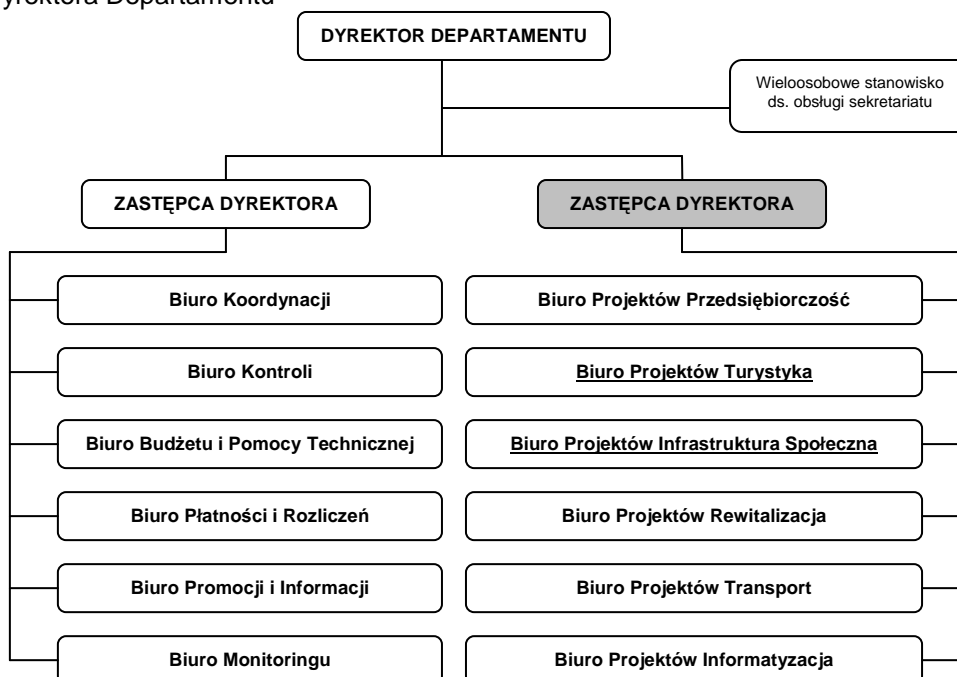 yrektora Departamentu
DYREKTOR DEPARTAMENTU
Wieloosobowe stanowisko
ds. obsługi sekretariatu
ZASTĘPCA DYREKTORA
ZASTĘPCA DYREKTORA
Biuro Koordynacji
Biuro Projektów Przedsiębiorczość
Biuro Kontroli
Biuro Projektów Turystyka
Biuro Budżetu i Pomocy Technicznej
Biuro Projektów Infrastruktura Społeczna
Biuro Płatności i Rozliczeń
Biuro Projektów Rewitalizacja
Biuro Promocji i Informacji
Biuro Projektów Transport
Biuro Monitoringu
Biuro Projektów Informatyzacja